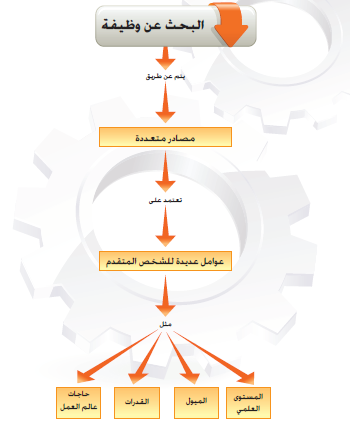 البحث عن وظيفة
يتم عن طريق
مصادر متعددة
تعتمد على
عوامل عديدة للشخص المتقدم
مثل
المستوى
العلمي
الميول
القدرات
حاجات
عالم العمل